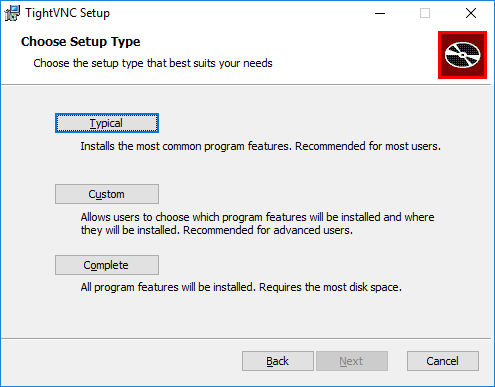 TightVNC Setup
Choose Setup Type
Choose the setup type that best suits your needs
Typical
Installs the most common program features. Recommended for most users.
Custom
Allows users to choose which program features will be installed and where
they will be installed. Recommended for advanced users.
Complete
All program features will be installed. Requires the most disk space.
Back Next Cancel